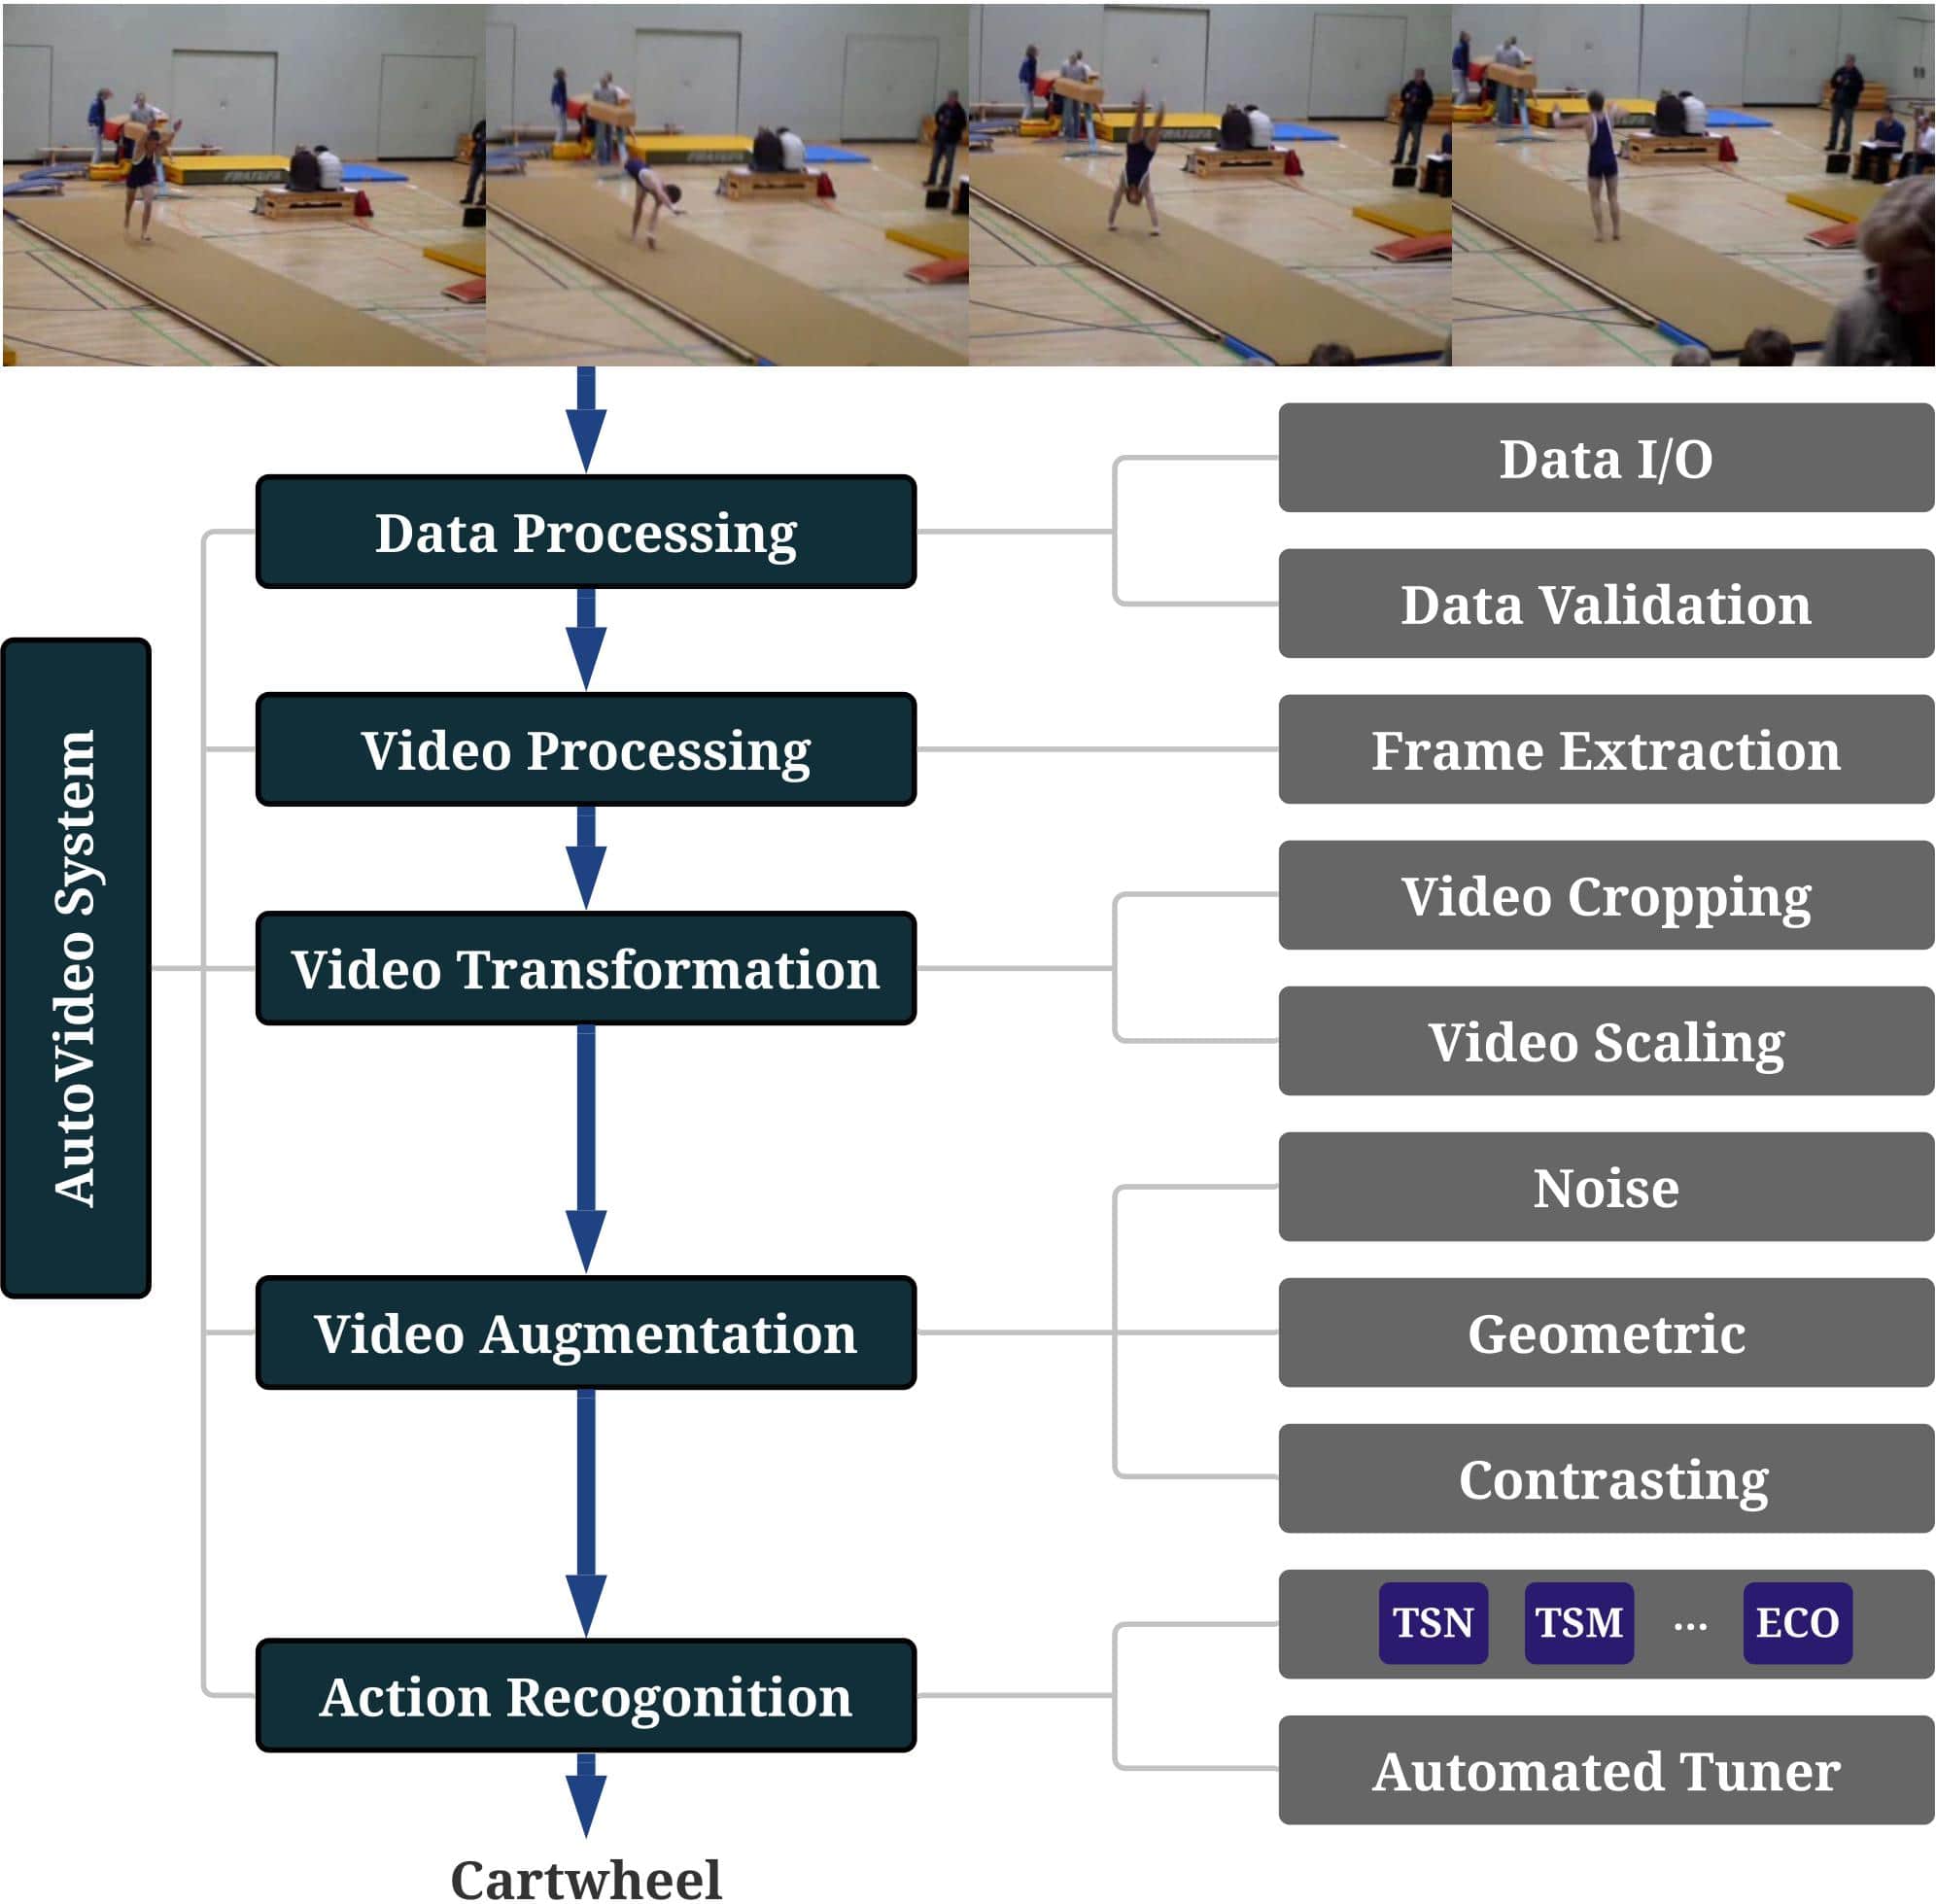 FRATUFA
AutoVideo System
Data Processing
Data I/O
Data Validation
Video Processing
Frame Extraction
Video Transformation
Video Cropping
Video Scaling
Video Augmentation
Noise
Geometric
Contrasting
Action Recogonition
TSN TSM ... ECO
Automated Tuner
Cartwheel